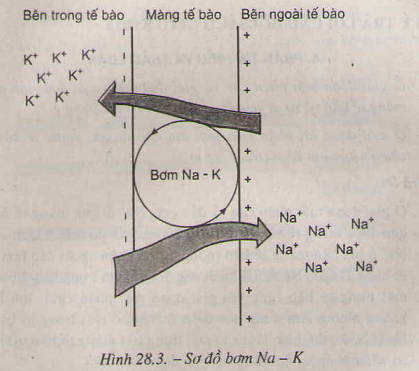 Bên trong tế bào
Màng tế bào
Bên ngoài tế bào
K⁺ K⁺ K⁺
K⁺ K⁺
K⁺ K⁺ K⁺
Bơm Na - K
Na⁺
Na⁺ Na⁺
Na⁺ Na⁺
Na⁺ Na⁺
Hình 28.3. – Sơ đồ bơm Na – K